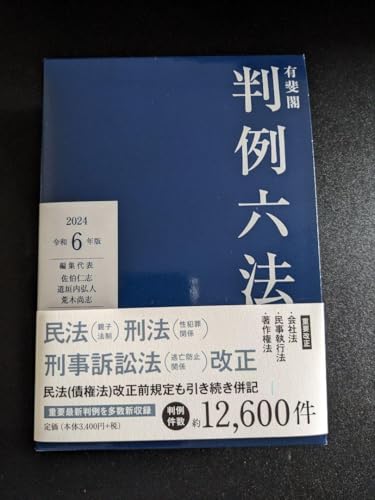 有斐閣
判例六法
2024
令和6年版
編集代表
佐伯仁志
道垣内弘人
荒木尚志
重要改正
・会社法
・民事執行法
・著作権法
民法(親子法制)刑法(性犯罪関係)
刑事訴訟法(逃亡防止関係)改正
民法(債権法)改正前規定も引き続き併記
重要最新判例を多数新収録
定価(本体3,400円+税)
判例件数 約12,600件